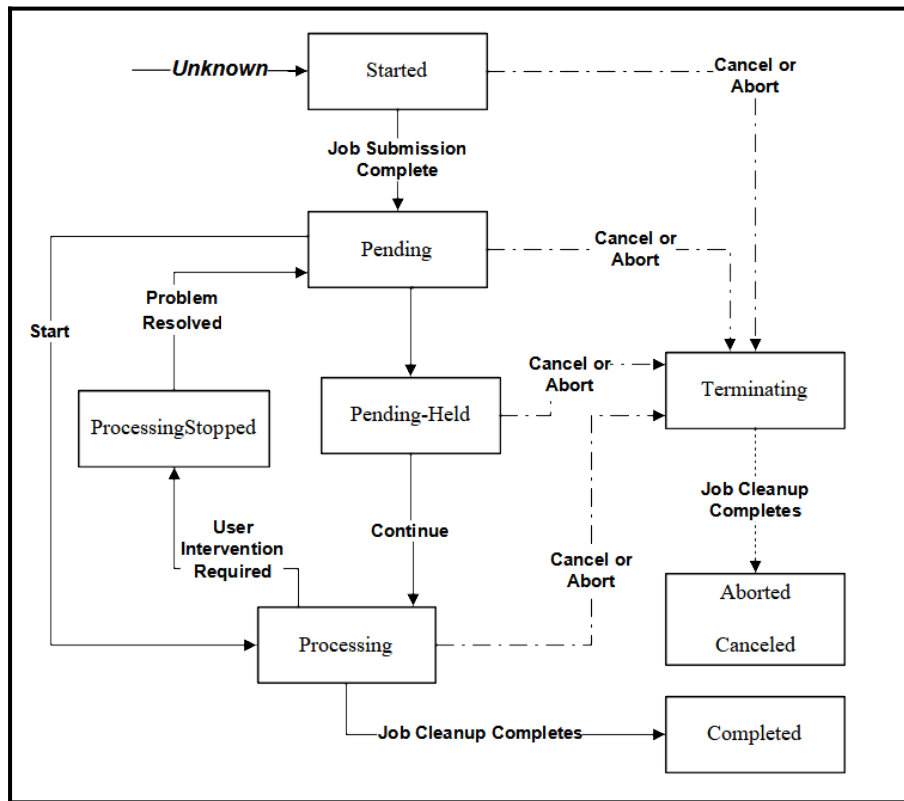 Unknown
Started
Cancel or
Abort
Job Submission
Complete
Pending
Cancel or
Abort
Problem
Resolved
Start
Cancel or
Abort
Terminating
ProcessingStopped
Pending-Held
Job Cleanup
Completes
User
Intervention
Required
Continue
Cancel or
Abort
Aborted
Canceled
Processing
Job Cleanup Completes
Completed